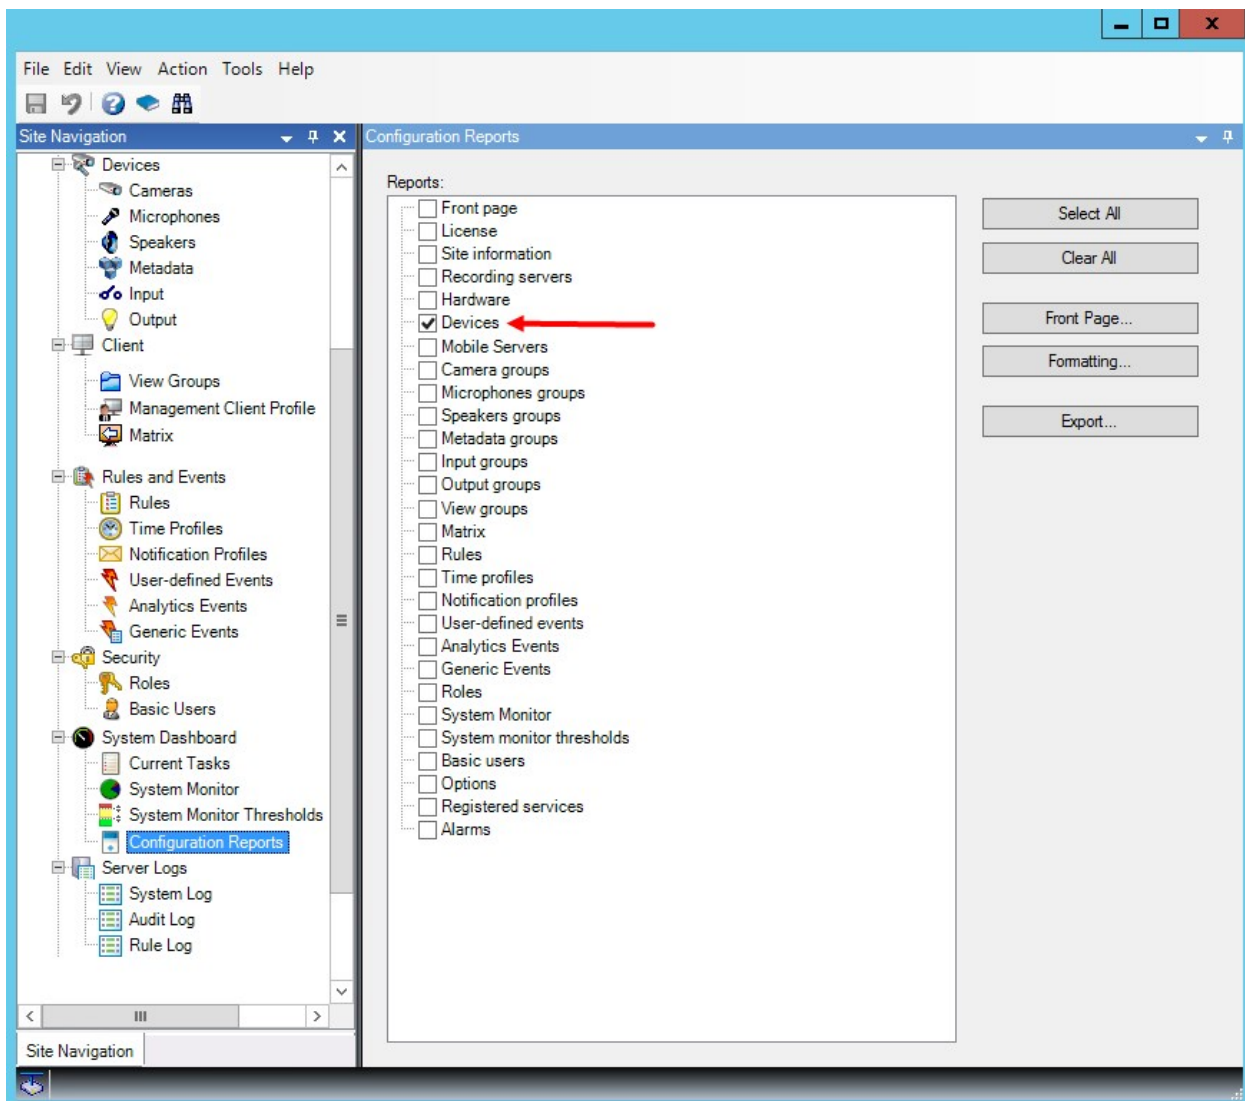 File Edit View Action Tools Help
Site Navigation
Devices
Cameras
Microphones
Speakers
Metadata
Input
Output
Client
View Groups
Management Client Profile
Matrix
Rules and Events
Rules
Time Profiles
Notification Profiles
User-defined Events
Analytics Events
Generic Events
Security
Roles
Basic Users
System Dashboard
Current Tasks
System Monitor
System Monitor Thresholds
Configuration Reports
Server Logs
System Log
Audit Log
Rule Log
Site Navigation
Configuration Reports
Reports:
Front page
License
Site information
Recording servers
Hardware
Devices
Mobile Servers
Camera groups
Microphones groups
Speakers groups
Metadata groups
Input groups
Output groups
View groups
Matrix
Rules
Time profiles
Notification profiles
User-defined events
Analytics Events
Generic Events
Roles
System Monitor
System monitor thresholds
Basic users
Options
Registered services
Alarms
Select All
Clear All
Front Page...
Formatting...
Export...